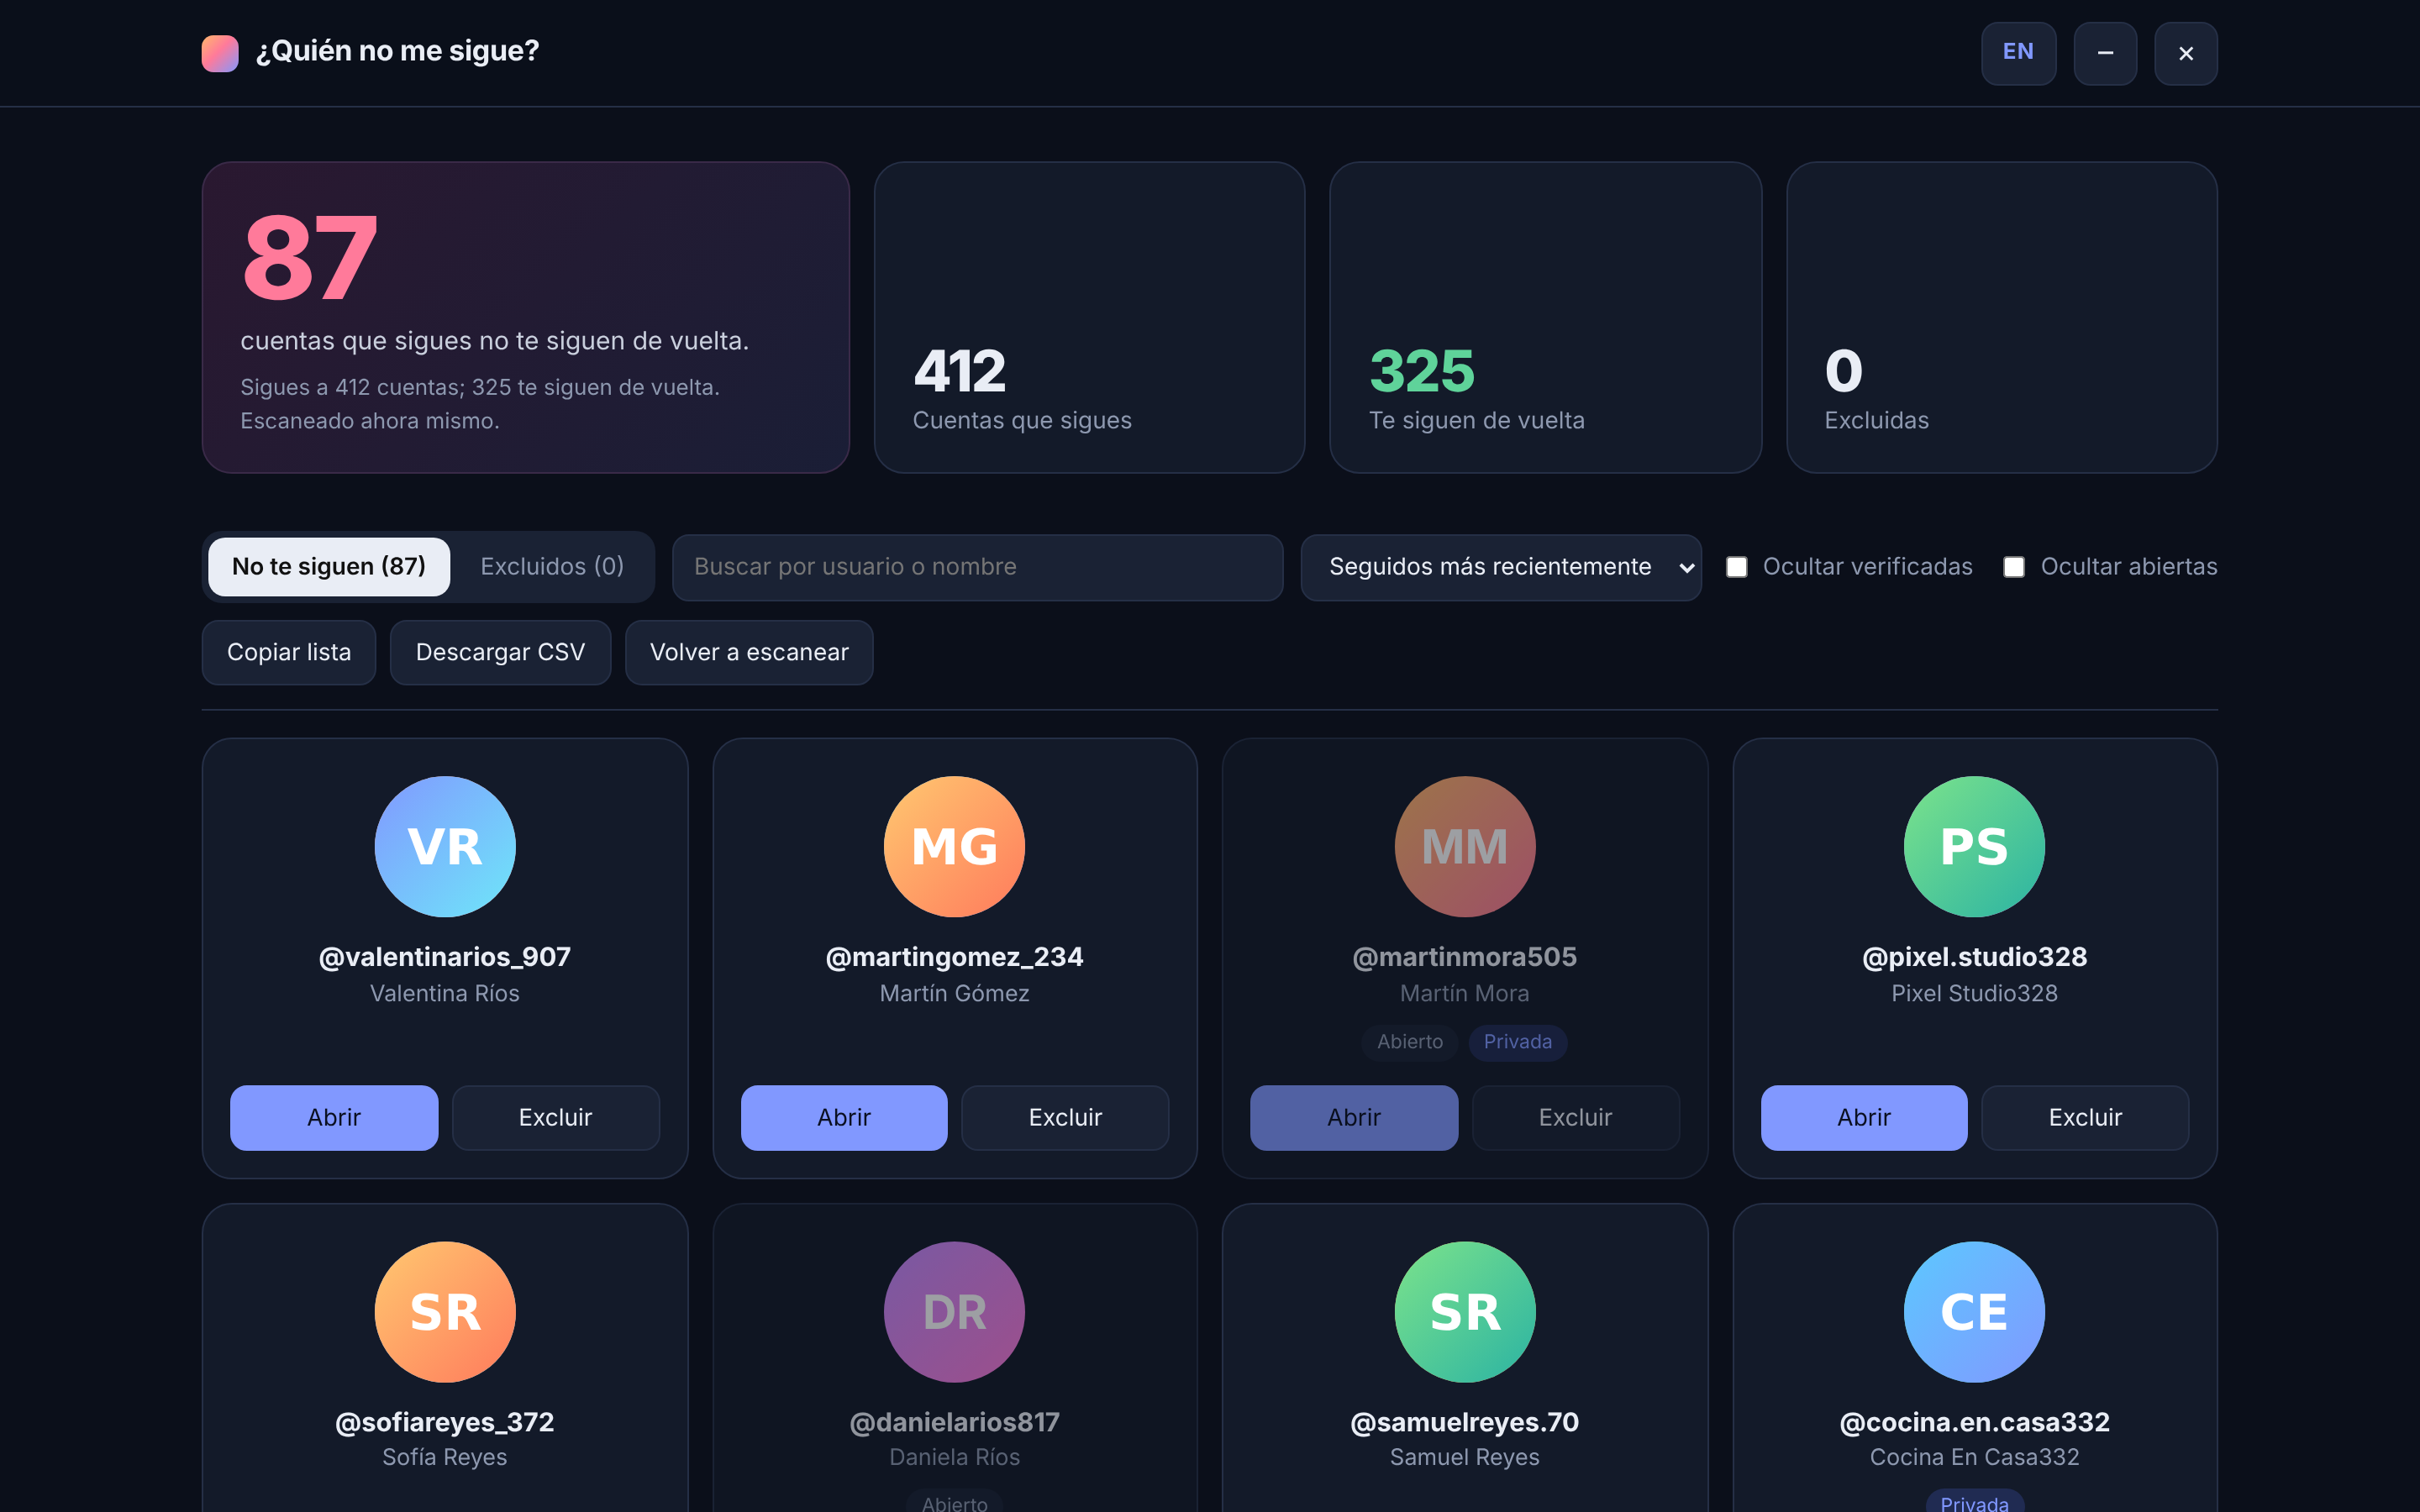 ¿Quién no me sigue?
EN
87
cuentas que sigues no te siguen de vuelta.
Sigues a 412 cuentas; 325 te siguen de vuelta.
Escaneado ahora mismo.
412
Cuentas que sigues
325
Te siguen de vuelta
0
Excluidas
No te siguen (87)
Excluidos (0)
Buscar por usuario o nombre
Seguidos más recientemente
Ocultar verificadas
Ocultar abiertas
Copiar lista
Descargar CSV
Volver a escanear
VR
@valentinarios_907
Valentina Ríos
Abrir
Excluir
MG
@martingomez_234
Martín Gómez
Abrir
Excluir
MM
@martinmora505
Martín Mora
Abierto
Privada
Abrir
Excluir
PS
@pixel.studio328
Pixel Studio328
Abrir
Excluir
SR
@sofiareyes_372
Sofía Reyes
DR
@danielarios817
Daniela Ríos
Abierto
SR
@samuelreyes.70
Samuel Reyes
CE
@cocina.en.casa332
Cocina En Casa332
Privada